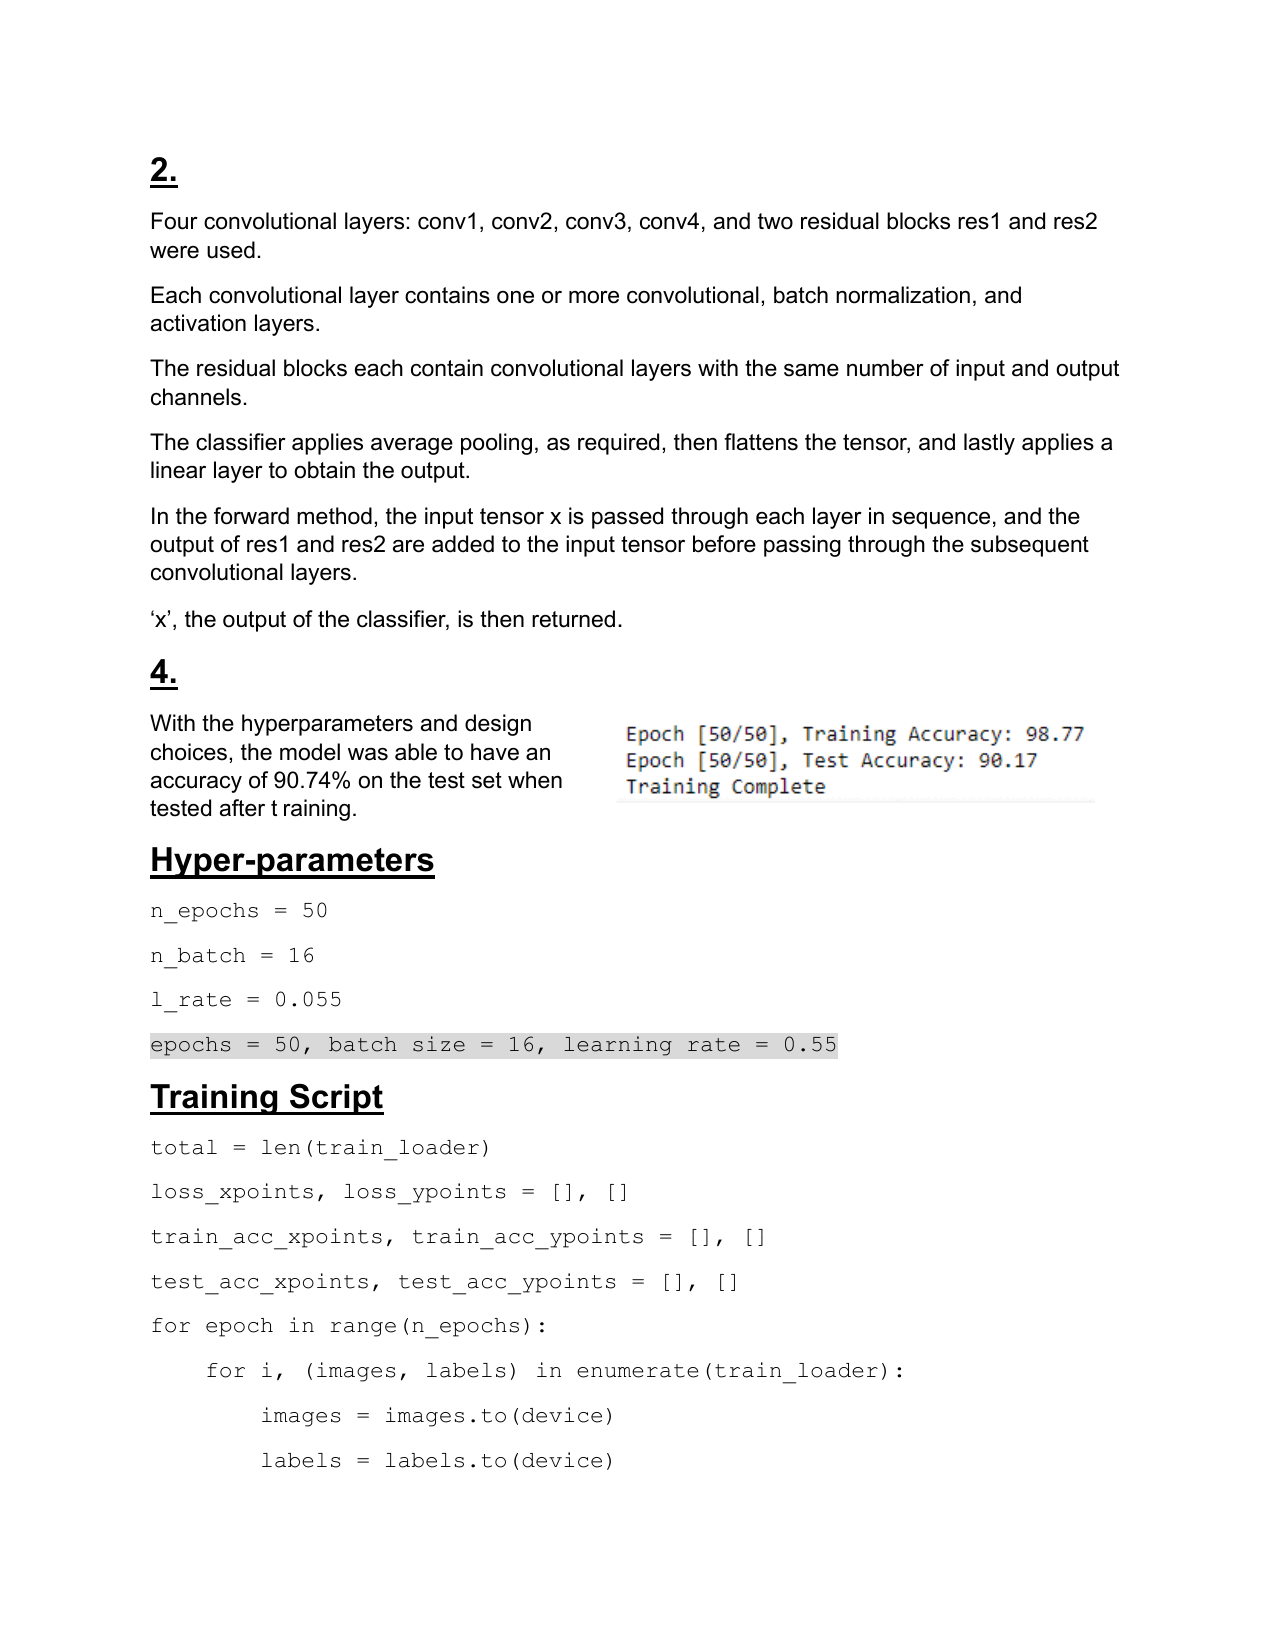 2.
Four convolutional layers: conv1, conv2, conv3, conv4, and two residual blocks res1 and res2
were used.
Each convolutional layer contains one or more convolutional, batch normalization, and
activation layers.
The residual blocks each contain convolutional layers with the same number of input and output
channels.
The classifier applies average pooling, as required, then flattens the tensor, and lastly applies a
linear layer to obtain the output.
In the forward method, the input tensor x is passed through each layer in sequence, and the
output of res1 and res2 are added to the input tensor before passing through the subsequent
convolutional layers.
‘x’, the output of the classifier, is then returned.
4.
With the hyperparameters and design
choices, the model was able to have an
accuracy of 90.74% on the test set when
tested after t raining.
Epoch [50/50], Training Accuracy: 98.77
Epoch [50/50], Test Accuracy: 90.17
Training Complete
Hyper-parameters
n_epochs = 50
n_batch = 16
l_rate = 0.055
epochs = 50, batch size = 16, learning rate = 0.55
Training Script
total = len(train_loader)
loss_xpoints, loss_ypoints = [], []
train_acc_xpoints, train_acc_ypoints = [], []
test_acc_xpoints, test_acc_ypoints = [], []
for epoch in range(n_epochs):
    for i, (images, labels) in enumerate(train_loader):
        images = images.to(device)
        labels = labels.to(device)